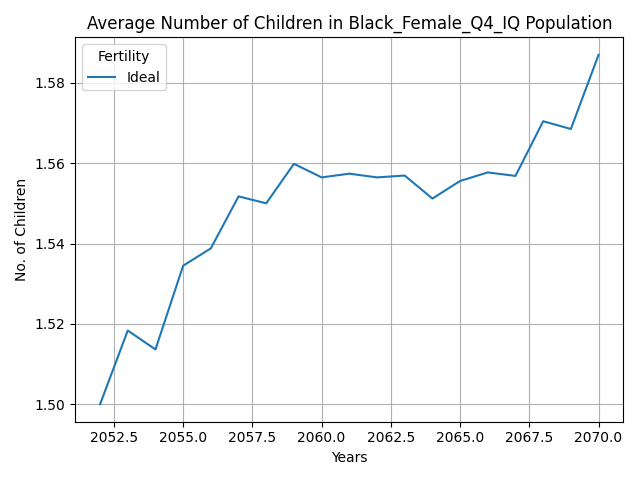 Average Number of Children in Black_Female_Q4_IQ Population
Fertility
Ideal
No. of Children
1.58
1.56
1.54
1.52
1.50
2052.5 2055.0 2057.5 2060.0 2062.5 2065.0 2067.5 2070.0
Years